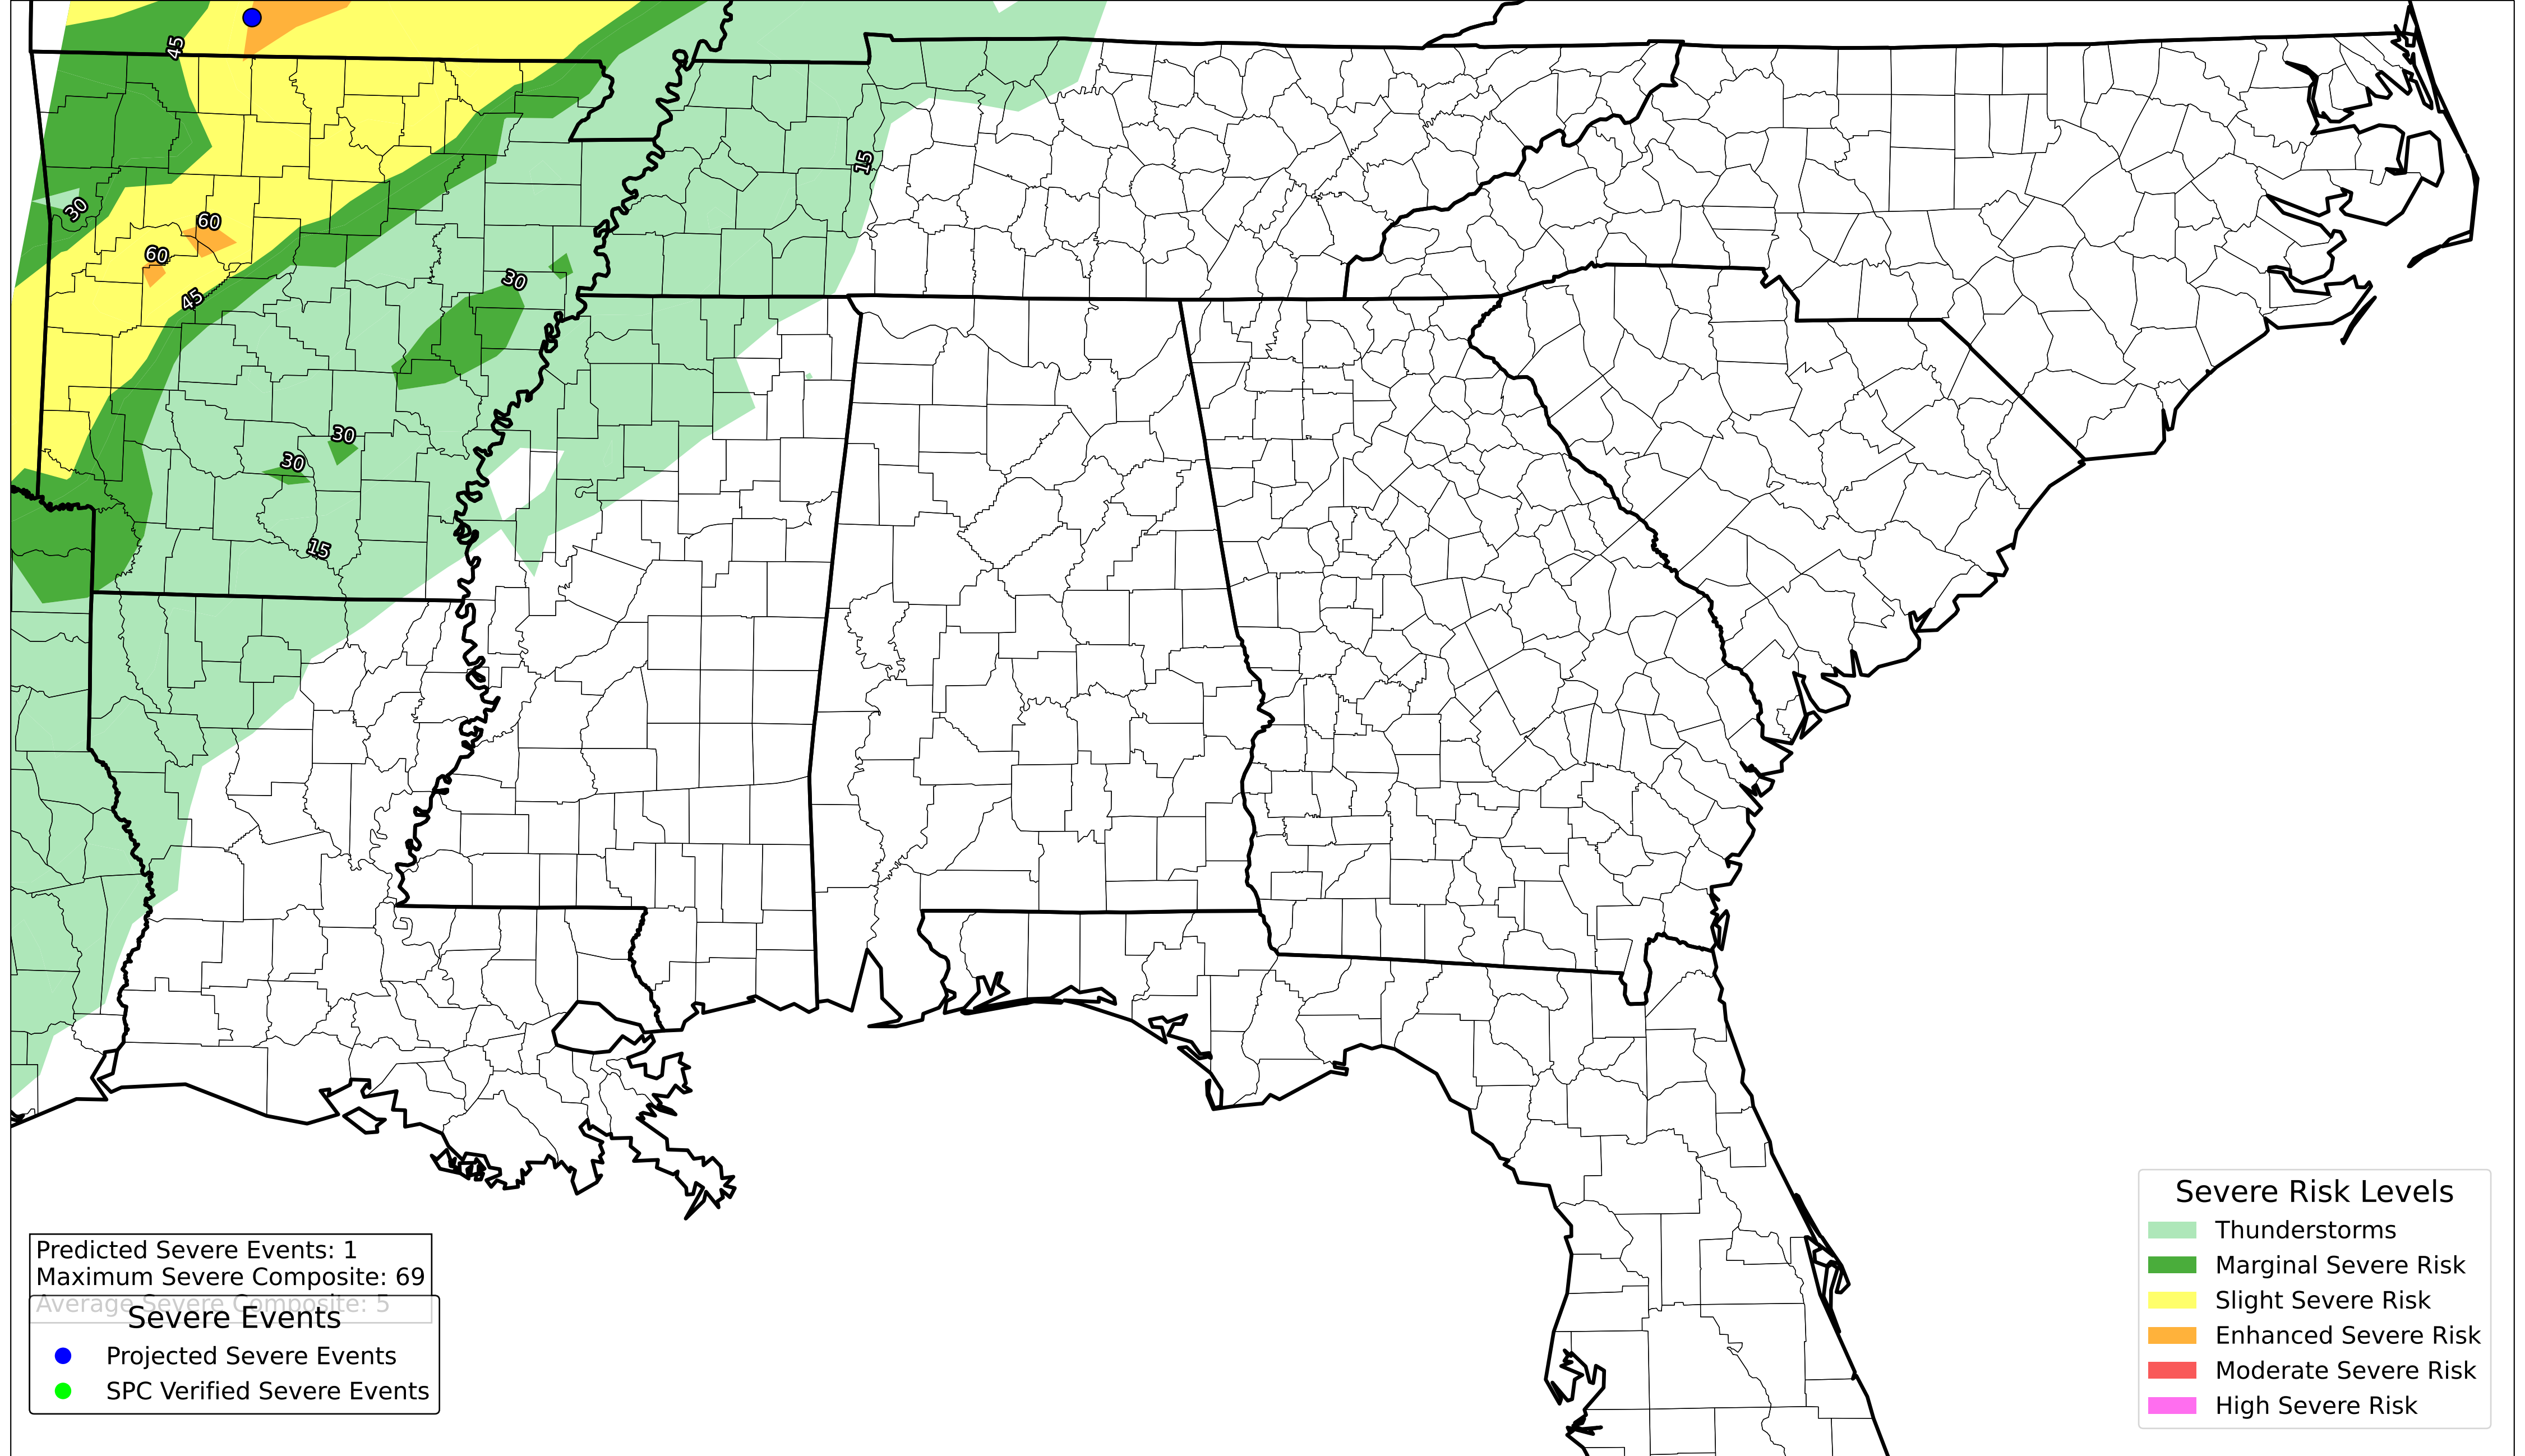 45
15
30
60
60
45
30
30
30
15
Predicted Severe Events: 1
Maximum Severe Composite: 69
Average Severe Composite: 5
Severe Events
Projected Severe Events
SPC Verified Severe Events
Severe Risk Levels
Thunderstorms
Marginal Severe Risk
Slight Severe Risk
Enhanced Severe Risk
Moderate Severe Risk
High Severe Risk